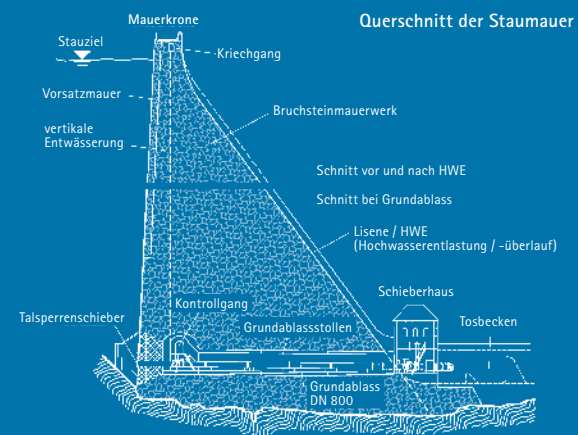 Querschnitt der Staumauer
Mauerkrone
Stauziel
Kriechgang
Vorsatzmauer
Bruchsteinmauerwerk
vertikale
Entwässerung
Schnitt vor und nach HWE
Schnitt bei Grundablass
Lisene / HWE
(Hochwasserentlastung / -überlauf)
Schieberhaus
Kontrollgang
Talsperrenschieber
Tosbecken
Grundablassstollen
Grundablass
DN 800